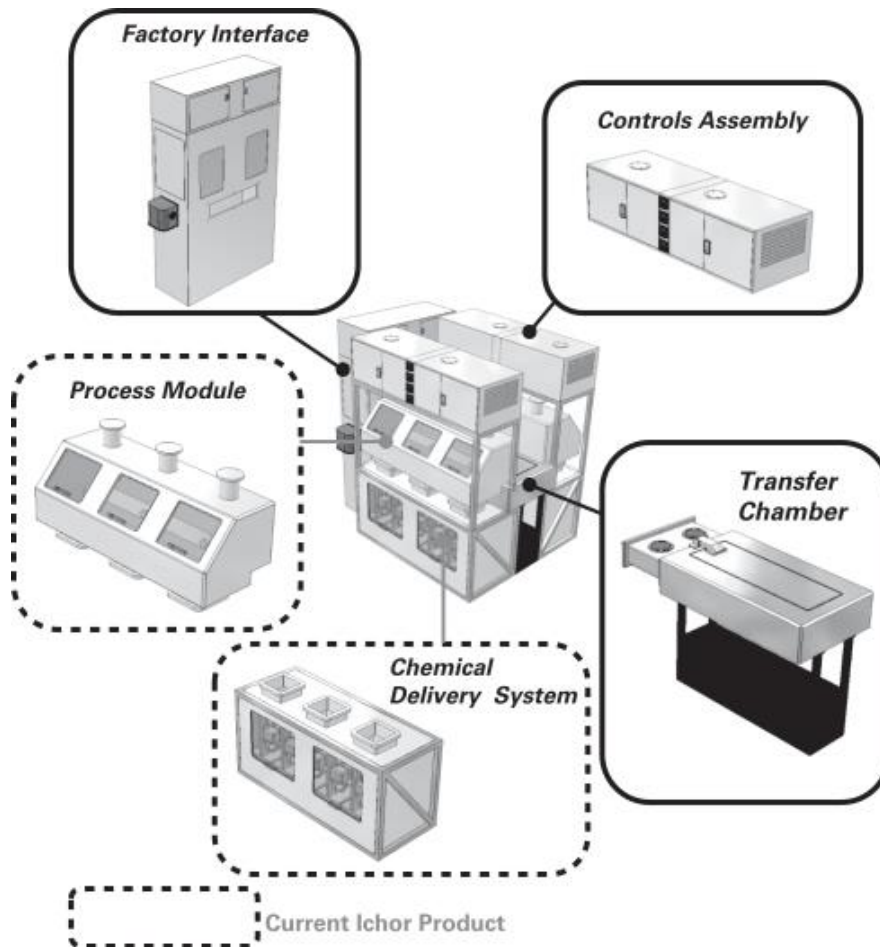 Factory Interface
Controls Assembly
Process Module
Transfer
Chamber
Chemical
Delivery System
Current Ichor Product